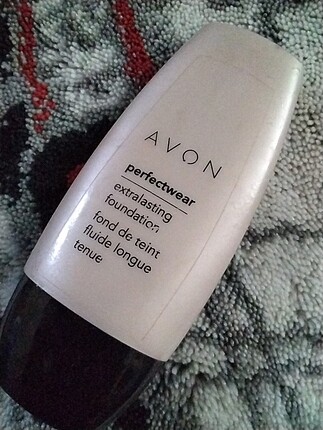 AVON
perfectwear
extralasting
foundation
fond de teint
fluide longue
tenue